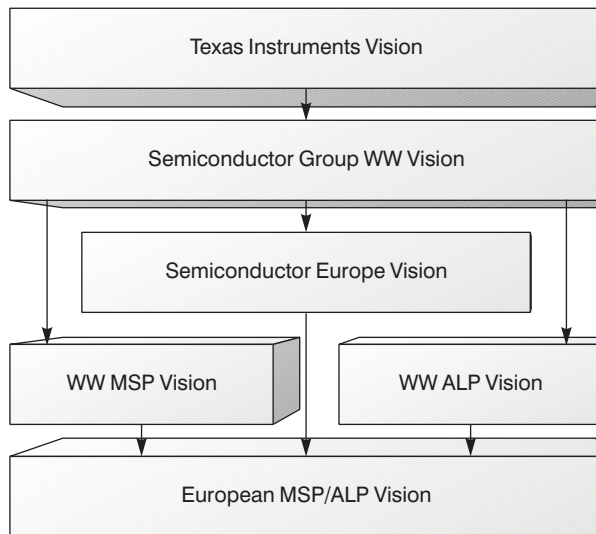 Texas Instruments Vision
Semiconductor Group WW Vision
Semiconductor Europe Vision
WW MSP Vision
WW ALP Vision
European MSP/ALP Vision